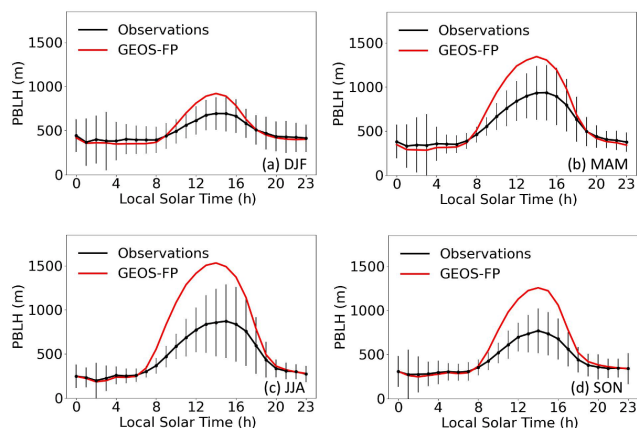 Observations
GEOS-FP
PBLH (m)
1500
1000
500
0
(a) DJF
0 4 8 12 16 20 23
Local Solar Time (h)
Observations
GEOS-FP
PBLH (m)
1500
1000
500
0
(b) MAM
0 4 8 12 16 20 23
Local Solar Time (h)
Observations
GEOS-FP
PBLH (m)
1500
1000
500
0
(c) JJA
0 4 8 12 16 20 23
Local Solar Time (h)
Observations
GEOS-FP
PBLH (m)
1500
1000
500
0
(d) SON
0 4 8 12 16 20 23
Local Solar Time (h)